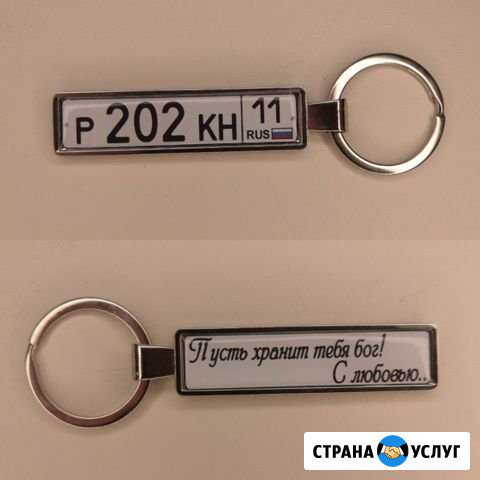 Р 202 КН 11
RUS
Пусть хранит тебя бог!
С любовью..
СТРАНА УСЛУГ